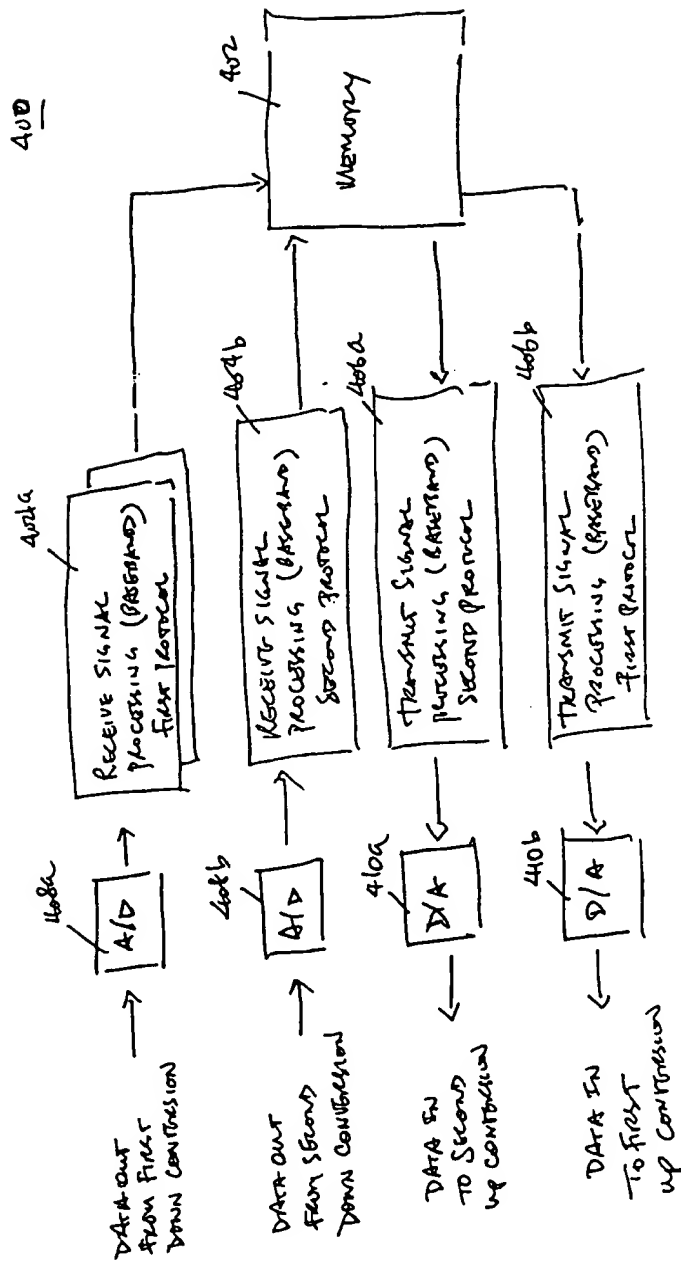 400
DATA OUT
FROM FIRST
DOWN CONVERSION
408a
A/D
404a
RECEIVE SIGNAL
PROCESSING (BASEBAND)
FIRST PROTOCOL
402
MEMORY
DATA OUT
FROM SECOND
DOWN CONVERSION
408b
A/D
404b
RECEIVE SIGNAL
PROCESSING (BASEBAND)
SECOND PROTOCOL
DATA IN
TO SECOND
UP CONVERSION
410a
D/A
406a
TRANSMIT SIGNAL
PROCESSING (BASEBAND)
SECOND PROTOCOL
DATA IN
TO FIRST
UP CONVERSION
410b
D/A
406b
TRANSMIT SIGNAL
PROCESSING (BASEBAND)
FIRST PROTOCOL